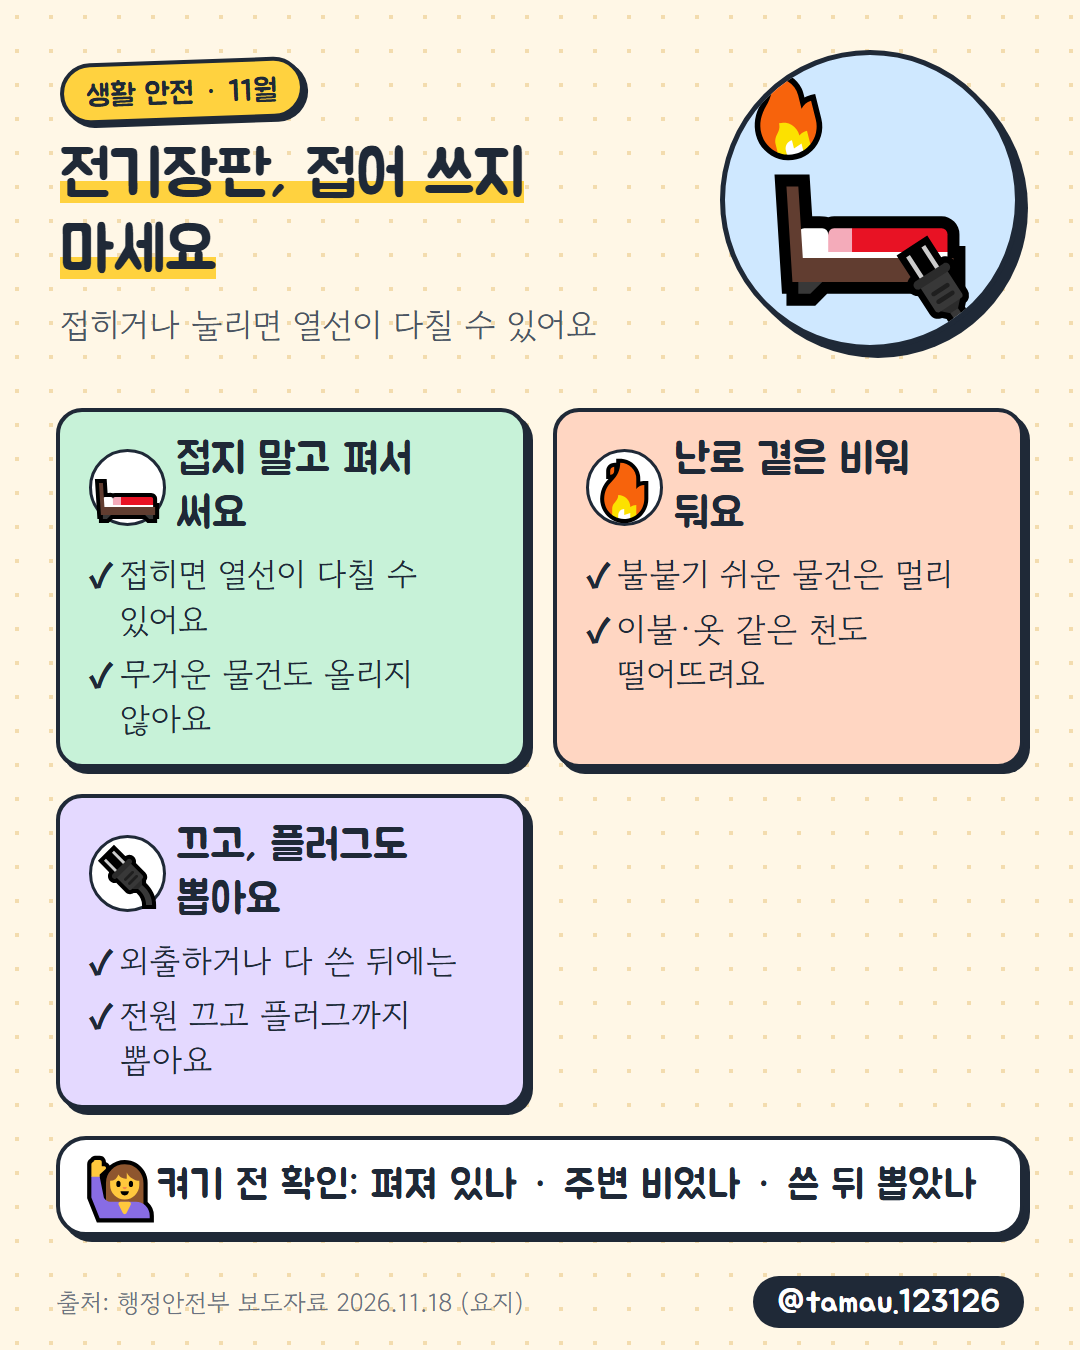 생활 안전 · 11월
전기장판, 접어 쓰지
마세요
접히거나 눌리면 열선이 다칠 수 있어요
접지 말고 펴서
써요
✓ 접히면 열선이 다칠 수
있어요
✓ 무거운 물건도 올리지
않아요
난로 곁은 비워
둬요
✓ 불붙기 쉬운 물건은 멀리
✓ 이불·옷 같은 천도
떨어뜨려요
끄고, 플러그도
뽑아요
✓ 외출하거나 다 쓴 뒤에는
✓ 전원 끄고 플러그까지
뽑아요
켜기 전 확인: 펴져 있나 · 주변 비었나 · 쓴 뒤 뽑았나
출처: 행정안전부 보도자료 2026.11.18 (요지)
@tamau.123126